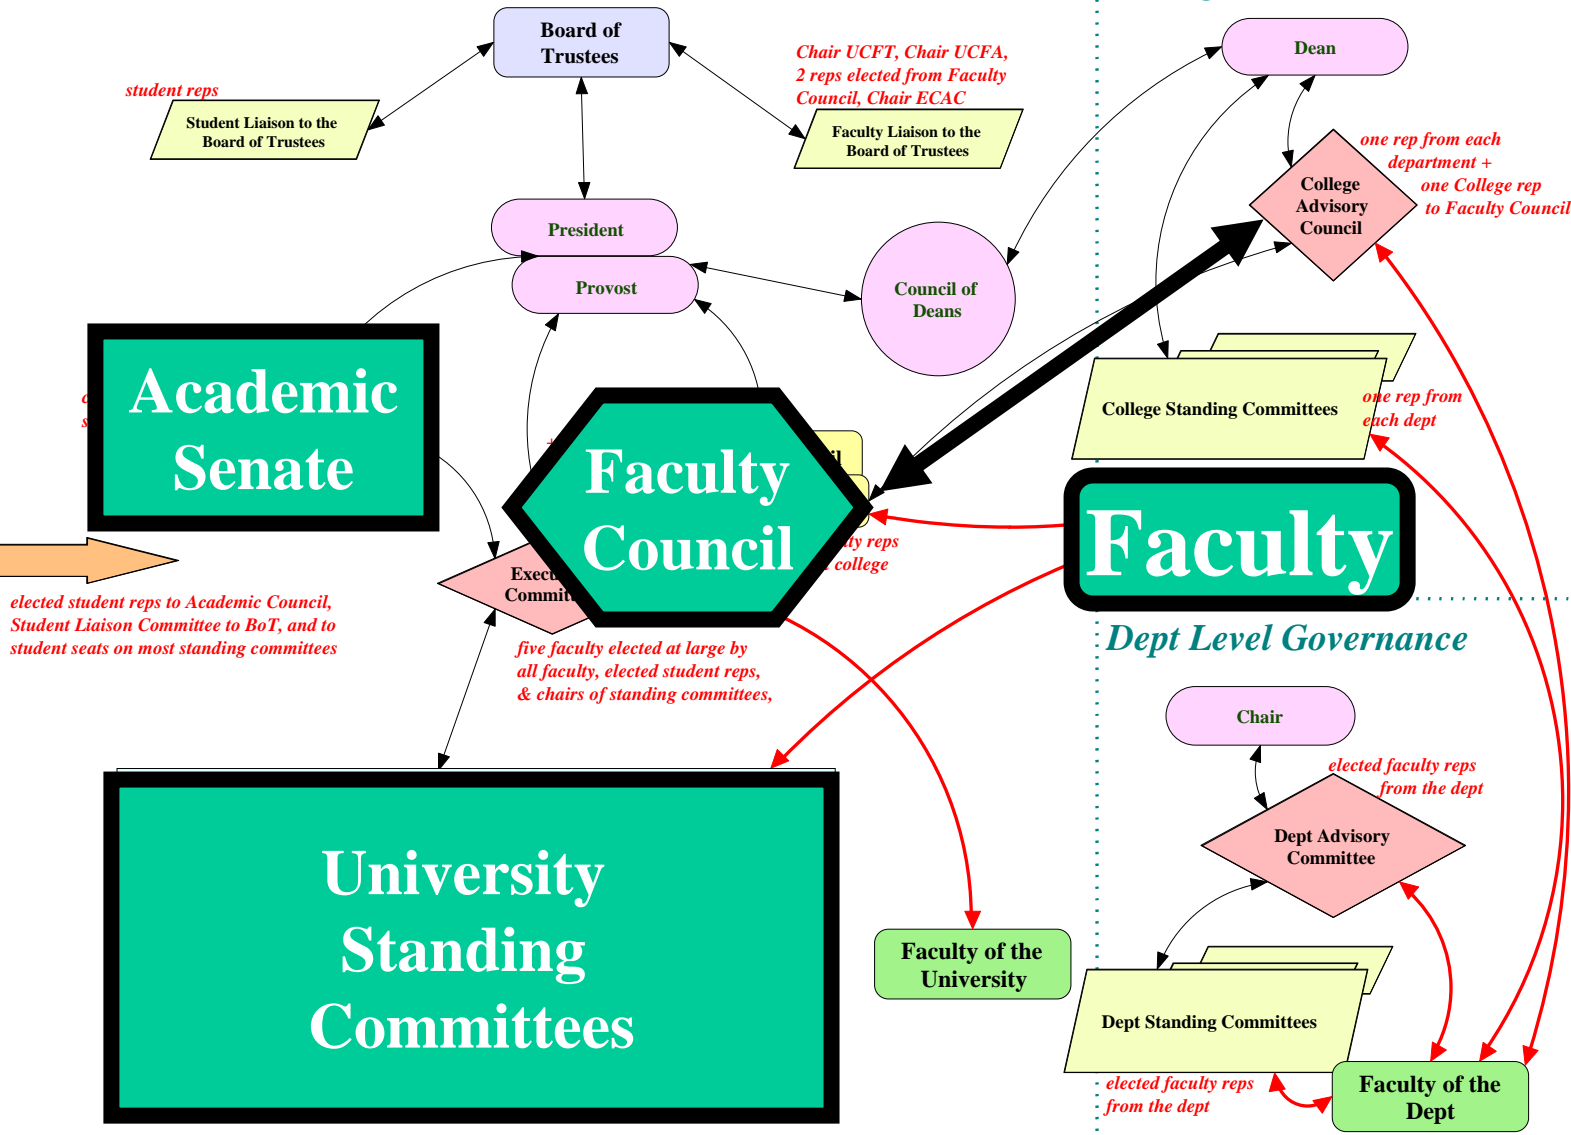 Board of
Trustees
Chair UCFT, Chair UCFA,
2 reps elected from Faculty
Council, Chair ECAC
Dean
student reps
Student Liaison to the
Board of Trustees
Faculty Liaison to the
Board of Trustees
one rep from each
department +
one College rep
to Faculty Council
College
Advisory
Council
President
Provost
Council of
Deans
Academic
Senate
College Standing Committees
one rep from
each dept
Faculty
Council
Faculty
reps
college
elected student reps to Academic Council,
Student Liaison Committee to BoT, and to
student seats on most standing committees
five faculty elected at large by
all faculty, elected student reps,
& chairs of standing committees,
Dept Level Governance
Chair
elected faculty reps
from the dept
Dept Advisory
Committee
University
Standing
Committees
Faculty of the
University
Dept Standing Committees
elected faculty reps
from the dept
Faculty of the
Dept